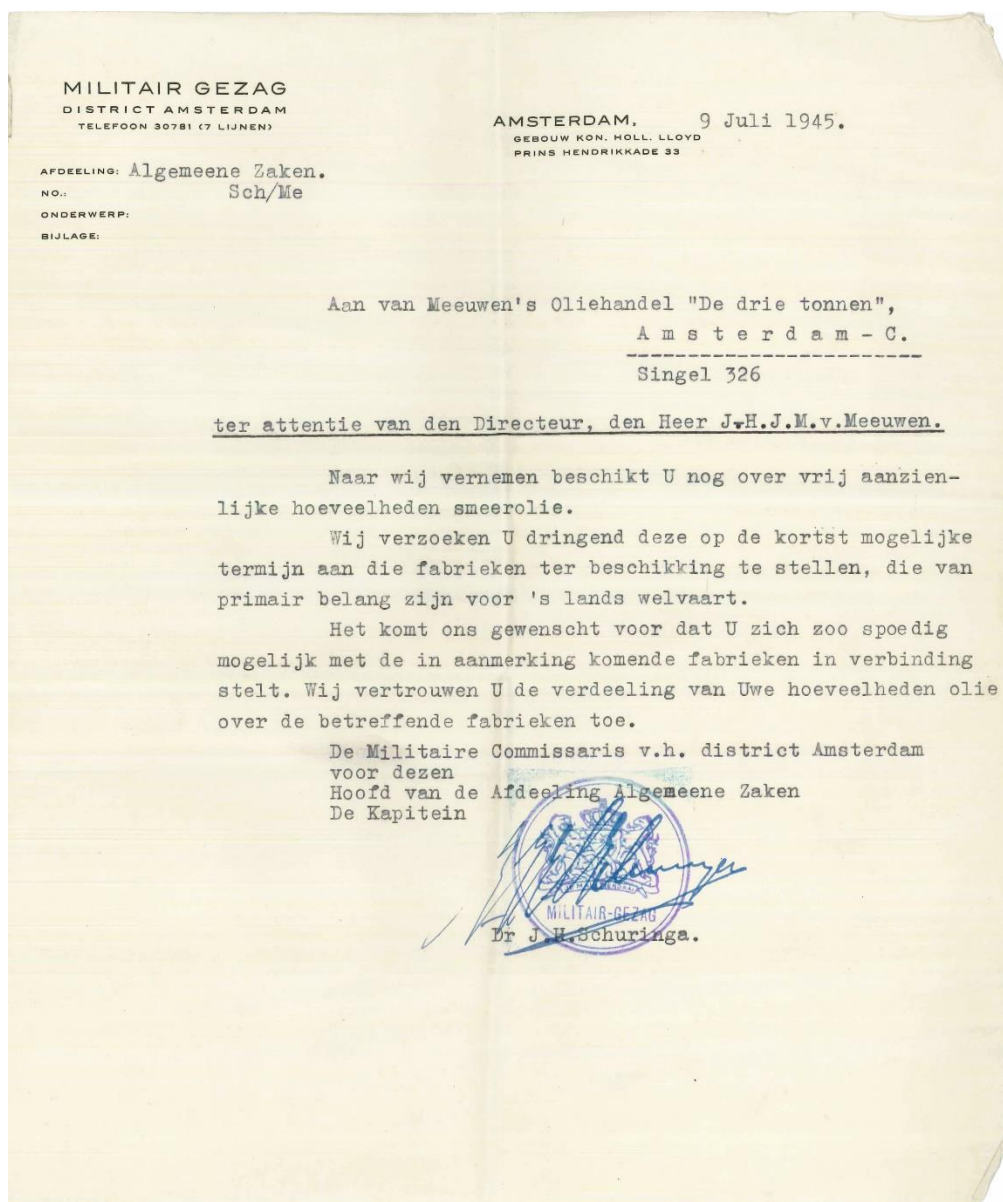 MILITAIR GEZAG
DISTRICT AMSTERDAM
TELEFOON 30781 (7 LIJNEN)
AMSTERDAM, 9 Juli 1945.
GEBOUW KON. HOLL. LLOYD
PRINS HENDRIKKADE 33
AFDEELING: Algemeene Zaken.
NO.: Sch/Me
ONDERWERP:
BIJLAGE:
Aan van Meeuwen's Oliehandel "De drie tonnen",
A m s t e r d a m - C.
Singel 326
ter attentie van den Directeur, den Heer J.H.J.M.v.Meeuwen.
Naar wij vernemen beschikt U nog over vrij aanzien-
lijke hoeveelheden smeerolie.
Wij verzoeken U dringend deze op de kortst mogelijke
termijn aan die fabrieken ter beschikking te stellen, die van
primair belang zijn voor 's lands welvaart.
Het komt ons gewenscht voor dat U zich zoo spoedig
mogelijk met de in aanmerking komende fabrieken in verbinding
stelt. Wij vertrouwen U de verdeeling van Uwe hoeveelheden olie
over de betreffende fabrieken toe.
De Militaire Commissaris v.h. district Amsterdam
voor dezen
Hoofd van de Afdeeling Algemeene Zaken
De Kapitein
MILITAIR-GEZAG
Dr J.H.Schuringa.